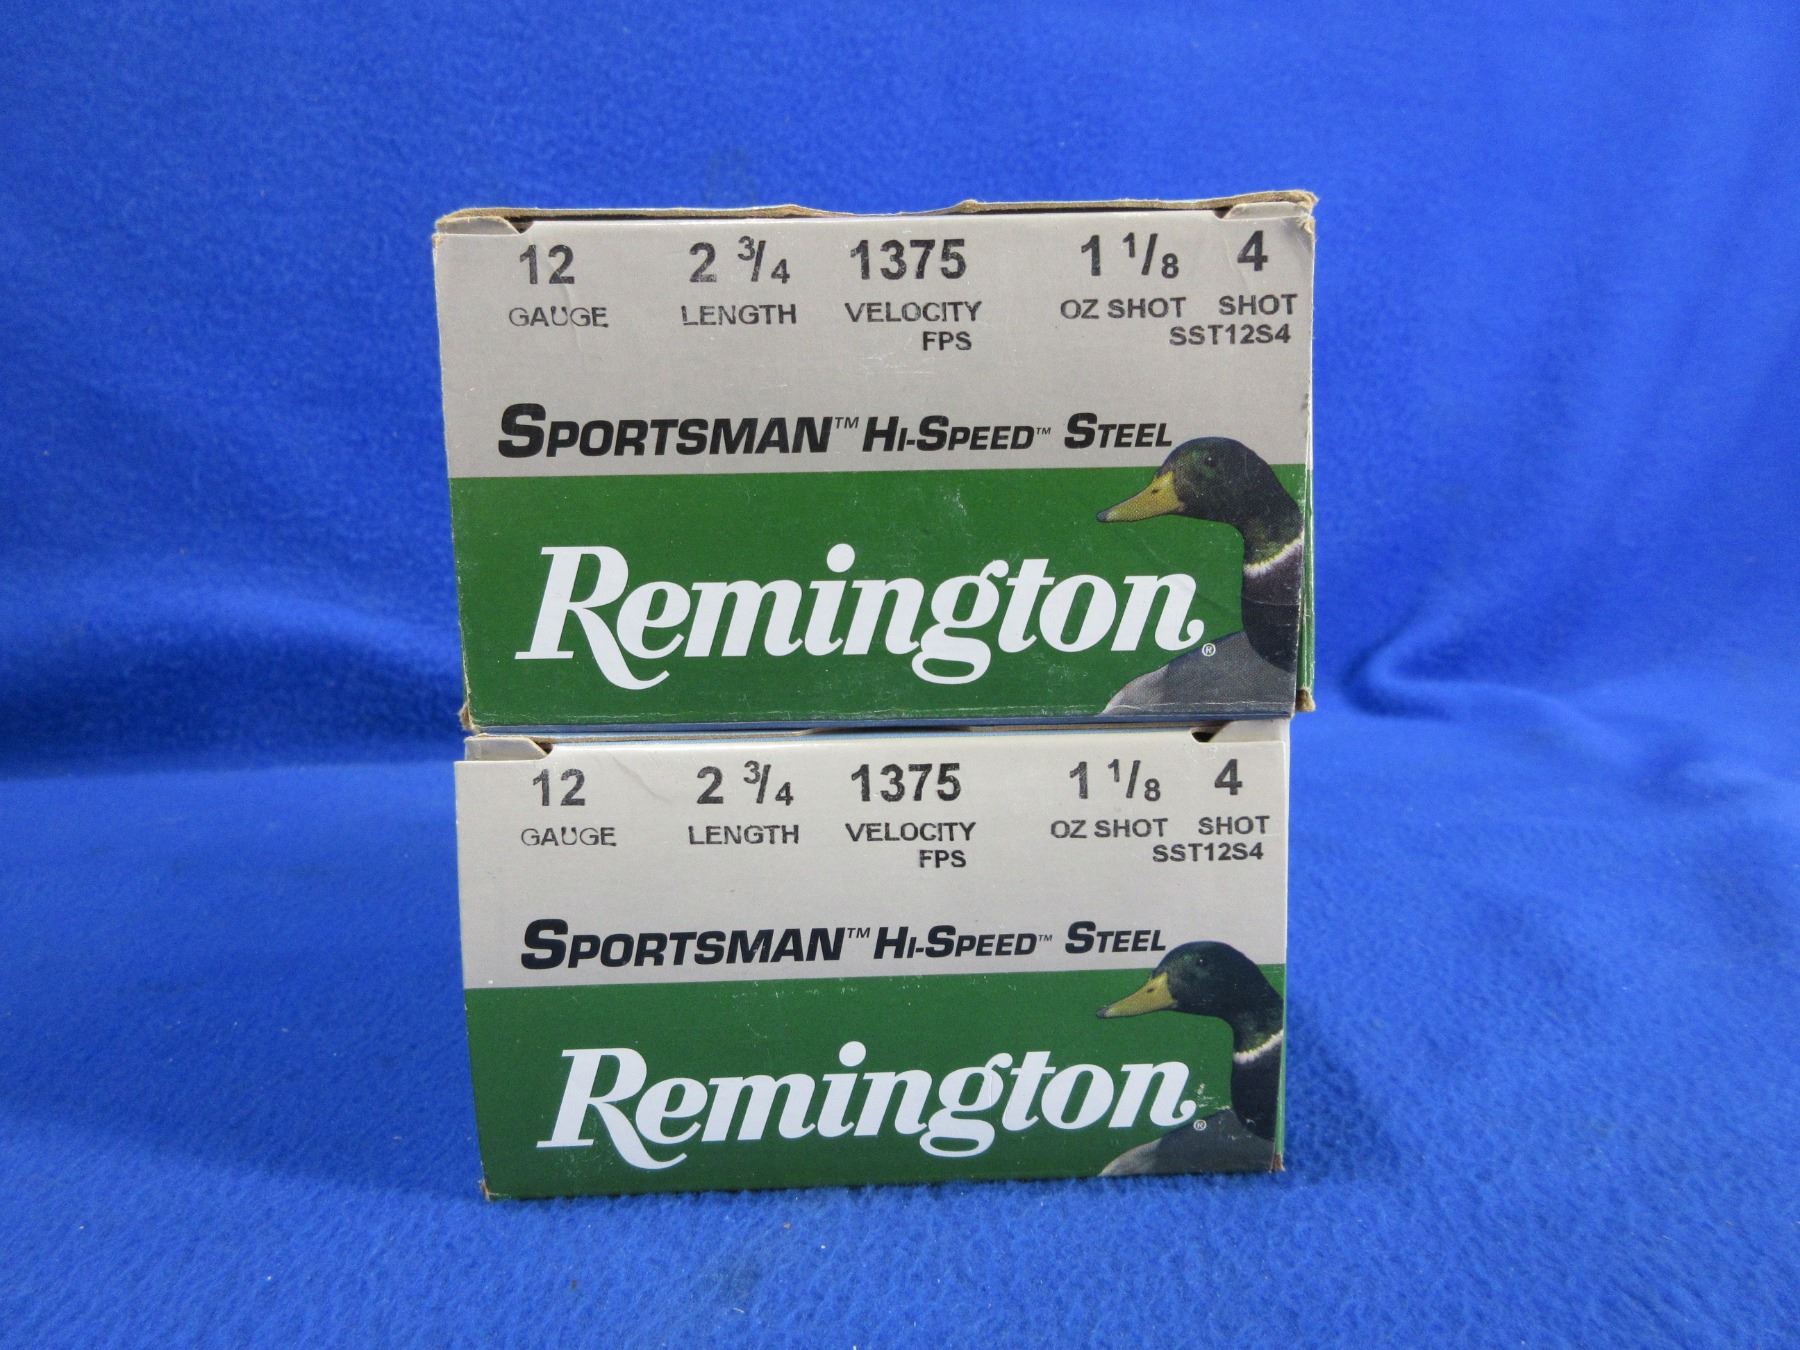 12 2 3/4 1375 1 1/8 4
GAUGE LENGTH VELOCITY OZ SHOT SHOT
FPS SST12S4
SPORTSMAN™ HI-SPEED™ STEEL
Remington®
12 2 3/4 1375 1 1/8 4
GAUGE LENGTH VELOCITY OZ SHOT SHOT
FPS SST12S4
SPORTSMAN™ HI-SPEED™ STEEL
Remington®